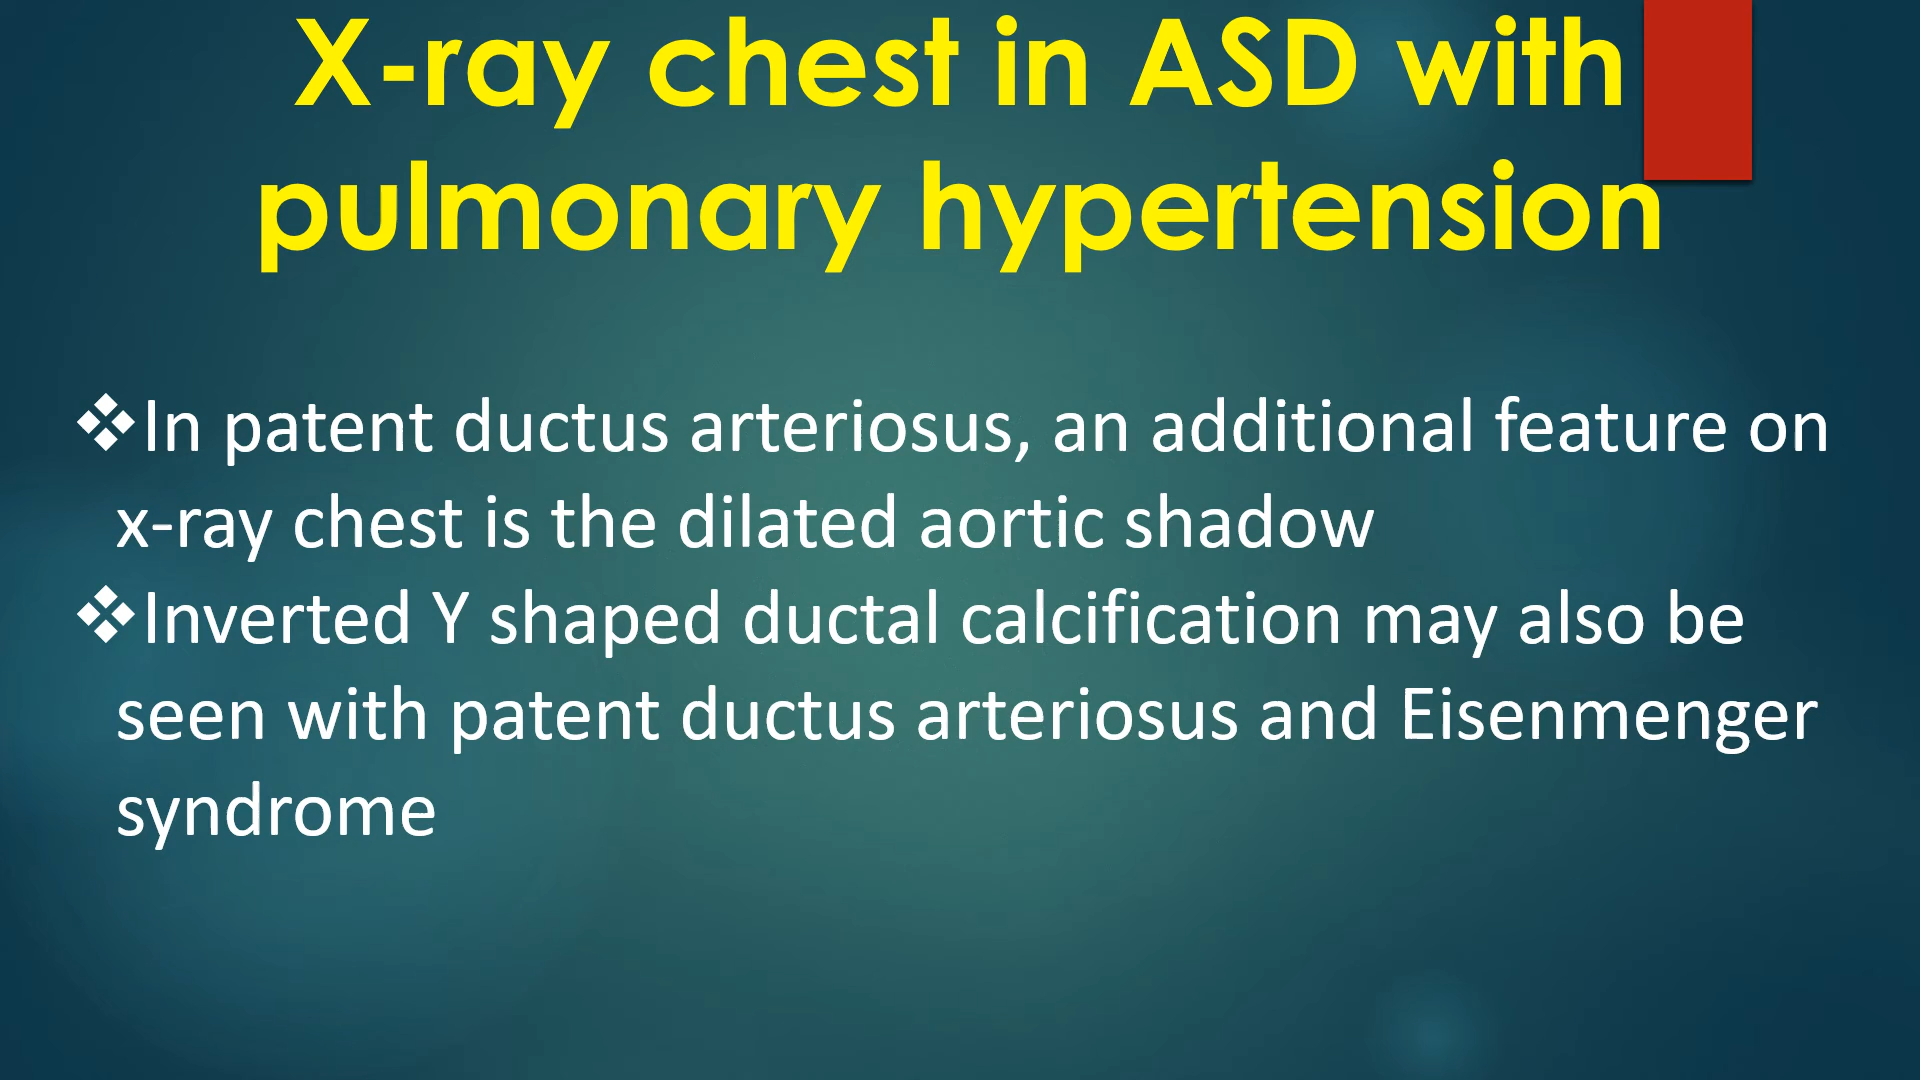 X-ray chest in ASD with
pulmonary hypertension
❖In patent ductus arteriosus, an additional feature on
x-ray chest is the dilated aortic shadow
❖Inverted Y shaped ductal calcification may also be
seen with patent ductus arteriosus and Eisenmenger
syndrome